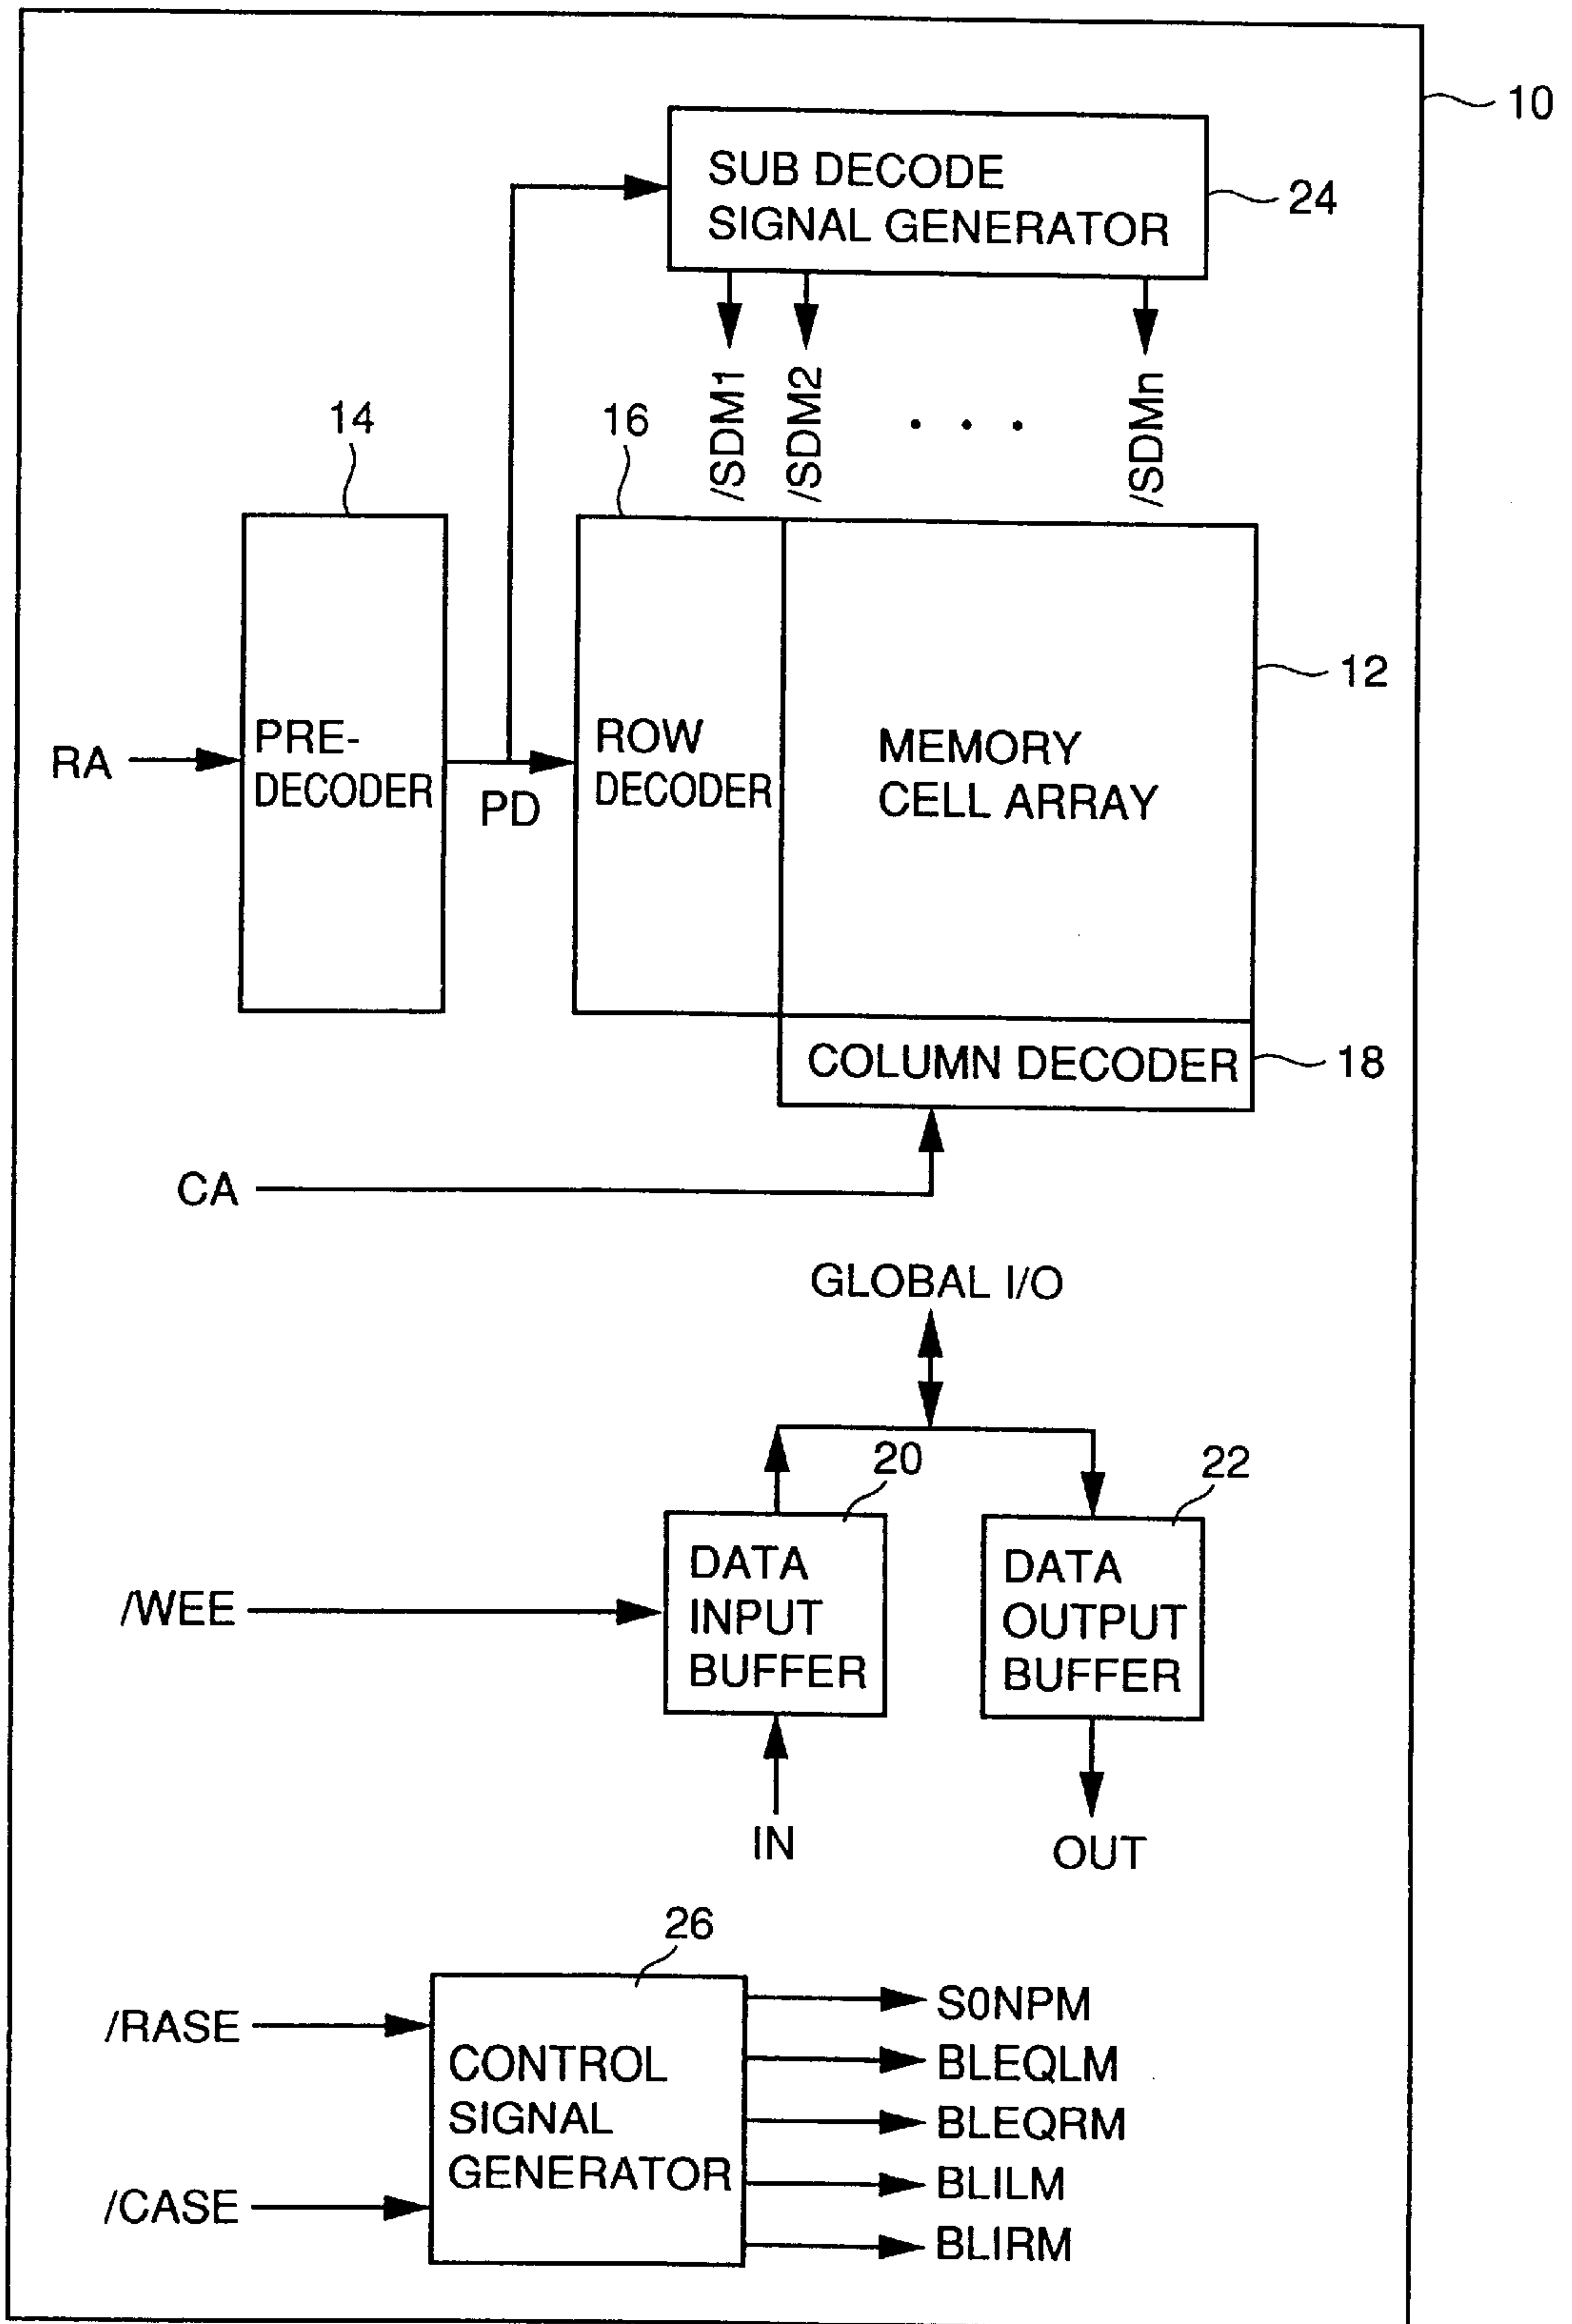 10
SUB DECODE
SIGNAL GENERATOR
24
/SDM1
/SDM2
. . .
/SDMn
14
16
12
RA
PRE-
DECODER
PD
ROW
DECODER
MEMORY
CELL ARRAY
COLUMN DECODER
18
CA
GLOBAL I/O
20
22
/WEE
DATA
INPUT
BUFFER
DATA
OUTPUT
BUFFER
IN
OUT
26
/RASE
/CASE
CONTROL
SIGNAL
GENERATOR
S0NPM
BLEQLM
BLEQRM
BLILM
BLIRM